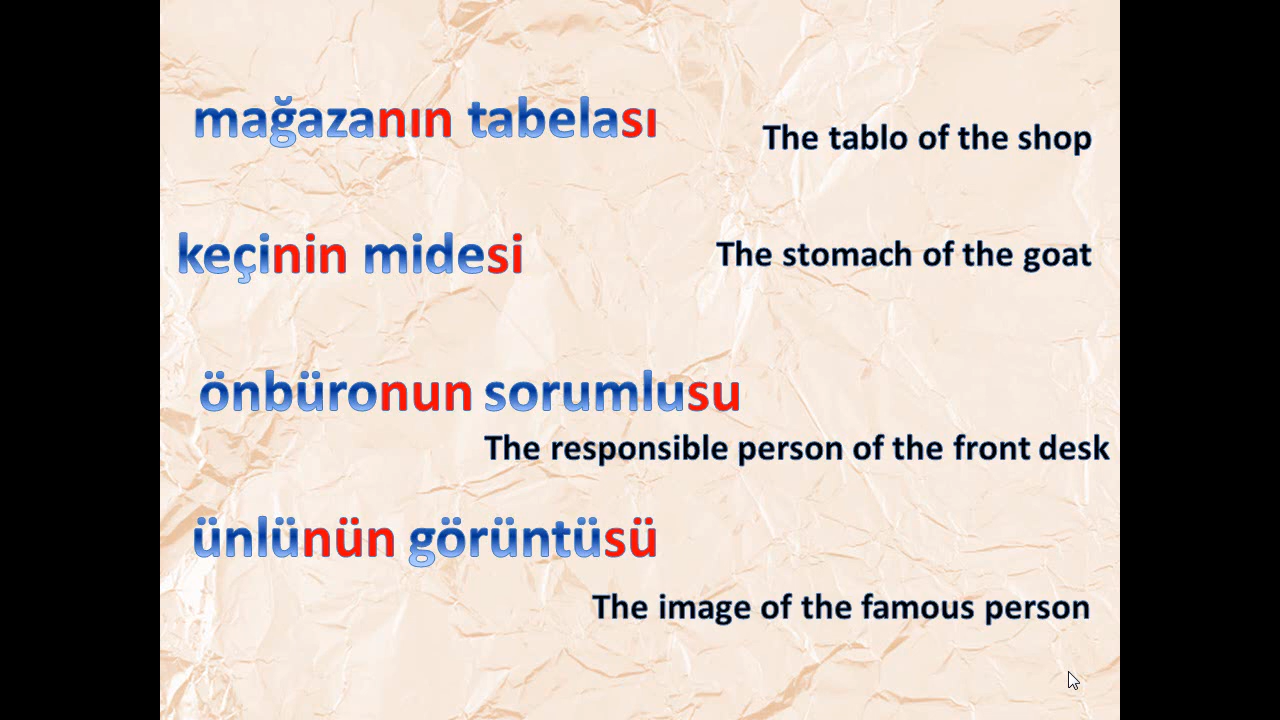 mağazanın tabelası
The tablo of the shop
keçinin midesi
The stomach of the goat
önbüronun sorumlusu
The responsible person of the front desk
ünlünün görüntüsü
The image of the famous person